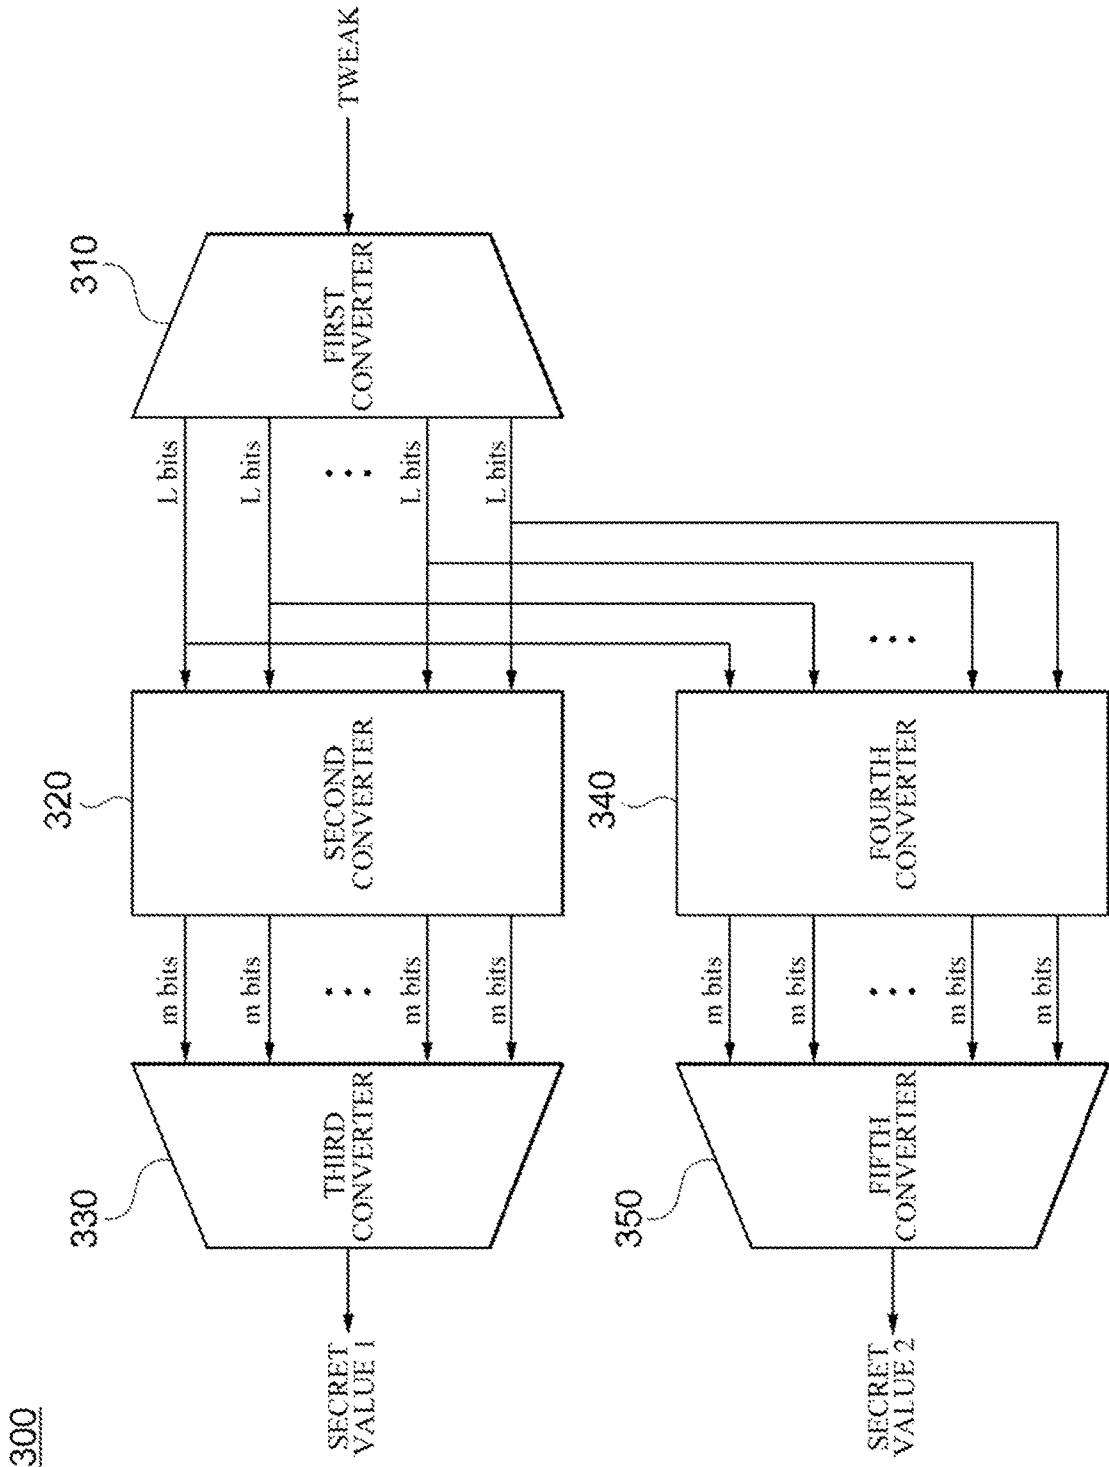 300
TWEAK
310
FIRST
CONVERTER
L bits
L bits
...
L bits
L bits
320
SECOND
CONVERTER
340
FOURTH
CONVERTER
...
m bits
m bits
...
m bits
m bits
m bits
m bits
...
m bits
m bits
330
THIRD
CONVERTER
350
FIFTH
CONVERTER
SECRET
VALUE 1
SECRET
VALUE 2